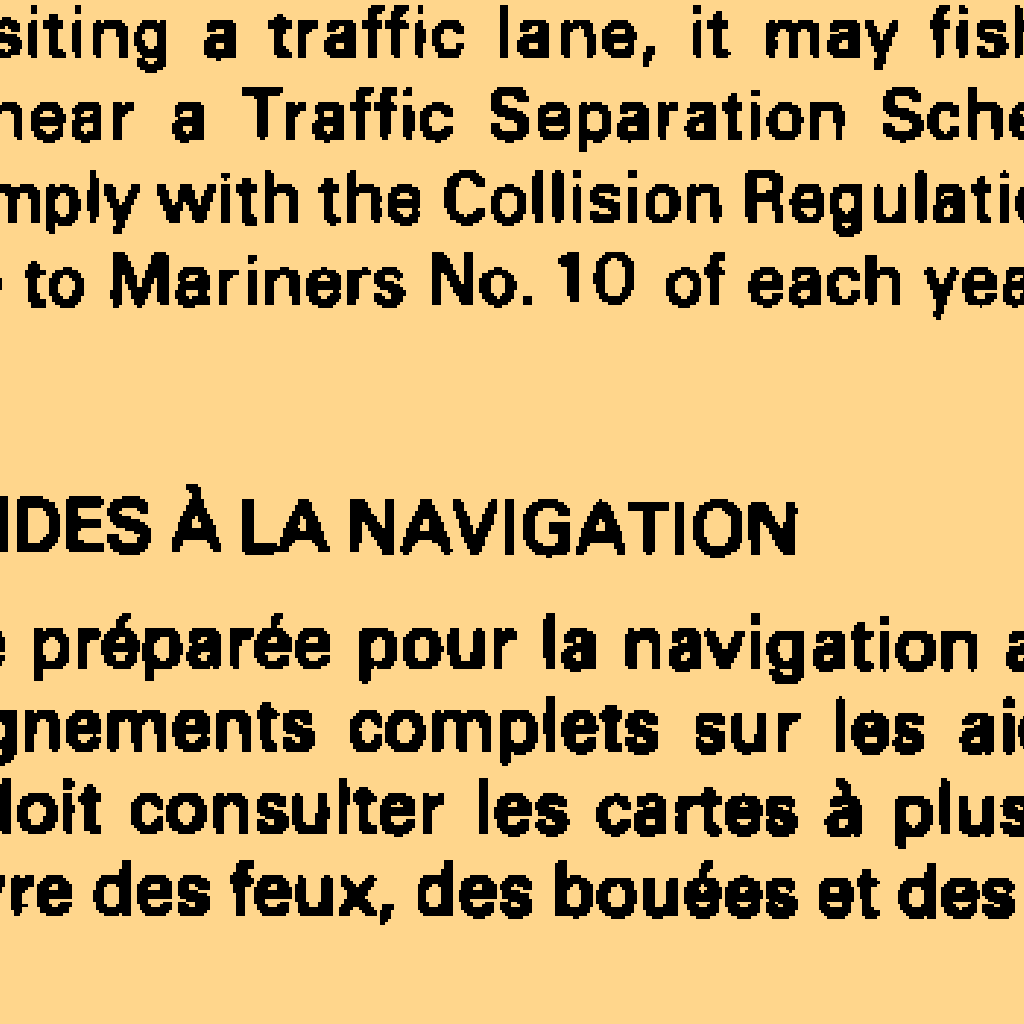 siting a traffic lane, it may fish
near a Traffic Separation Sche
mply with the Collision Regulatio
to Mariners No. 10 of each yea
IDES À LA NAVIGATION
e préparée pour la navigation a
gnements complets sur les aid
doit consulter les cartes à plus
vre des feux, des bouées et des